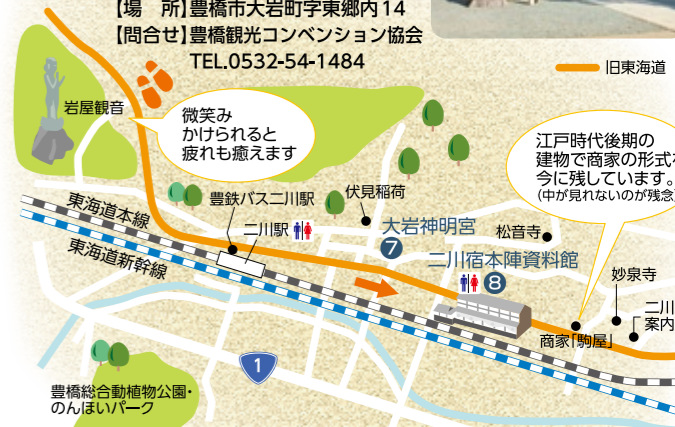 【場　所】豊橋市大岩町字東郷内14
【問合せ】豊橋観光コンベンション協会
TEL.0532-54-1484
旧東海道
岩屋観音
微笑み
かけられると
疲れも癒えます
江戸時代後期の
建物で商家の形式を
今に残しています。
(中が見れないのが残念)
豊鉄バス二川駅
伏見稲荷
東海道本線
二川駅
大岩神明宮
7
松音寺
東海道新幹線
二川宿本陣資料館
8
妙泉寺
二川
案内
商家「駒屋」
1
豊橋総合動植物公園・
のんほいパーク